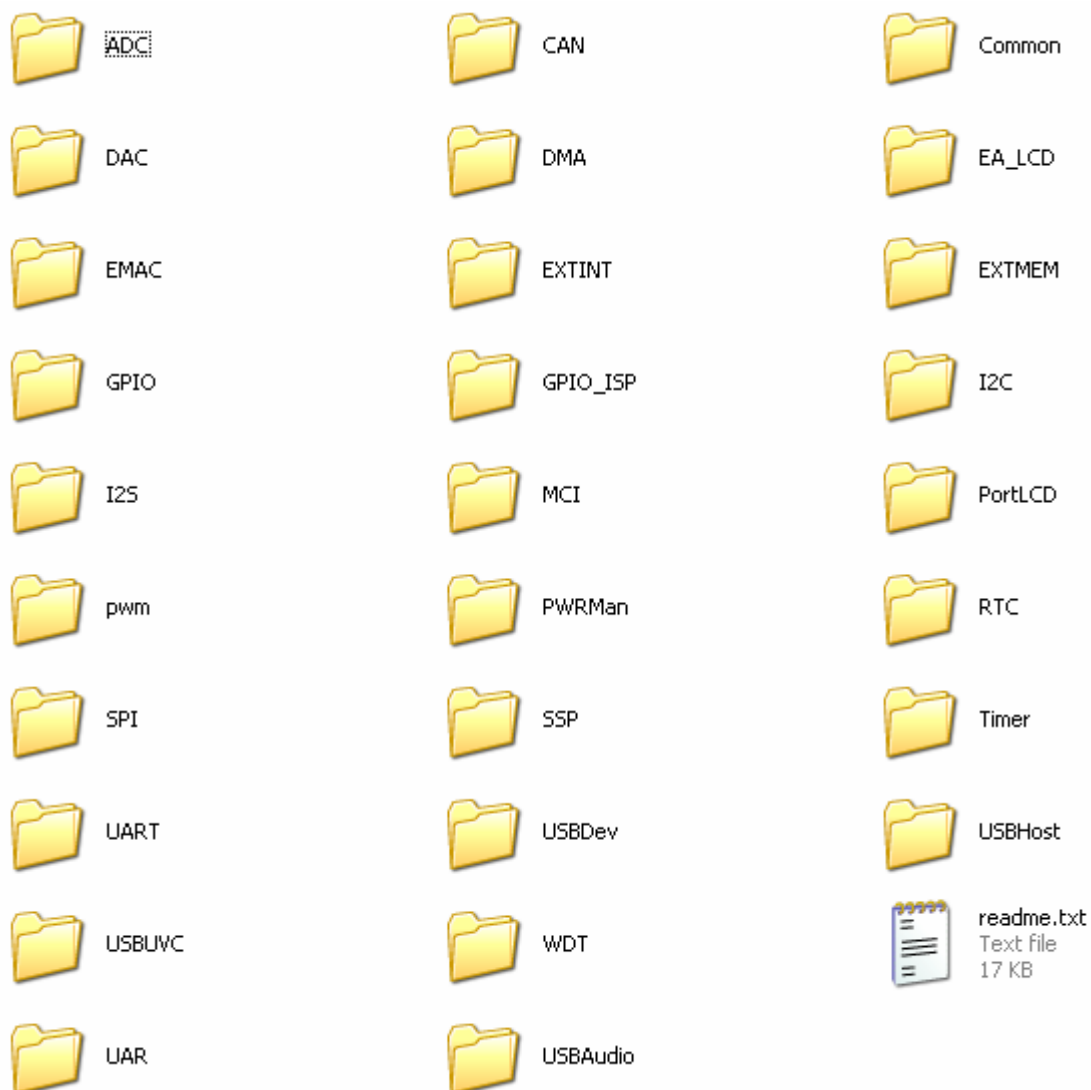 ADC
CAN
Common
DAC
DMA
EA_LCD
EMAC
EXTINT
EXTMEM
GPIO
GPIO_ISP
I2C
I2S
MCI
PortLCD
pwm
PWRMan
RTC
SPI
SSP
Timer
UART
USBDev
USBHost
USBUVC
WDT
readme.txt
Text file
17 KB
UAR
USBAudio